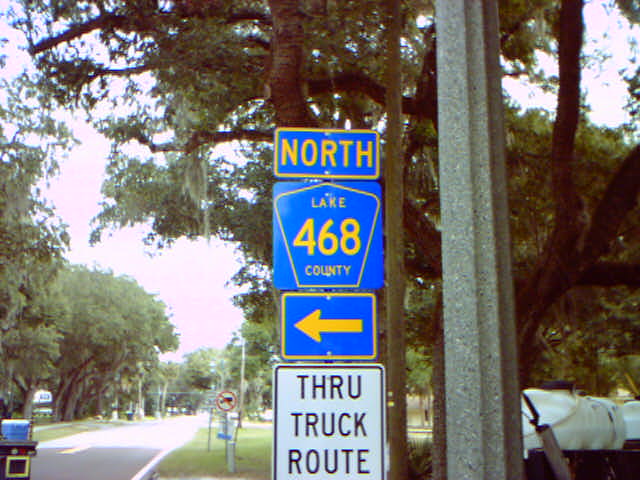 NORTH
LAKE
468
COUNTY
THRU
TRUCK
ROUTE